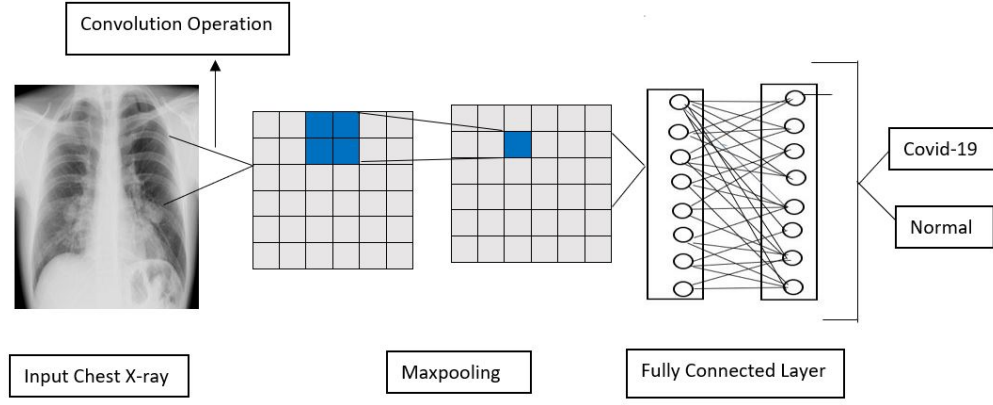 Convolution Operation
Covid-19
Normal
Input Chest X-ray
Maxpooling
Fully Connected Layer